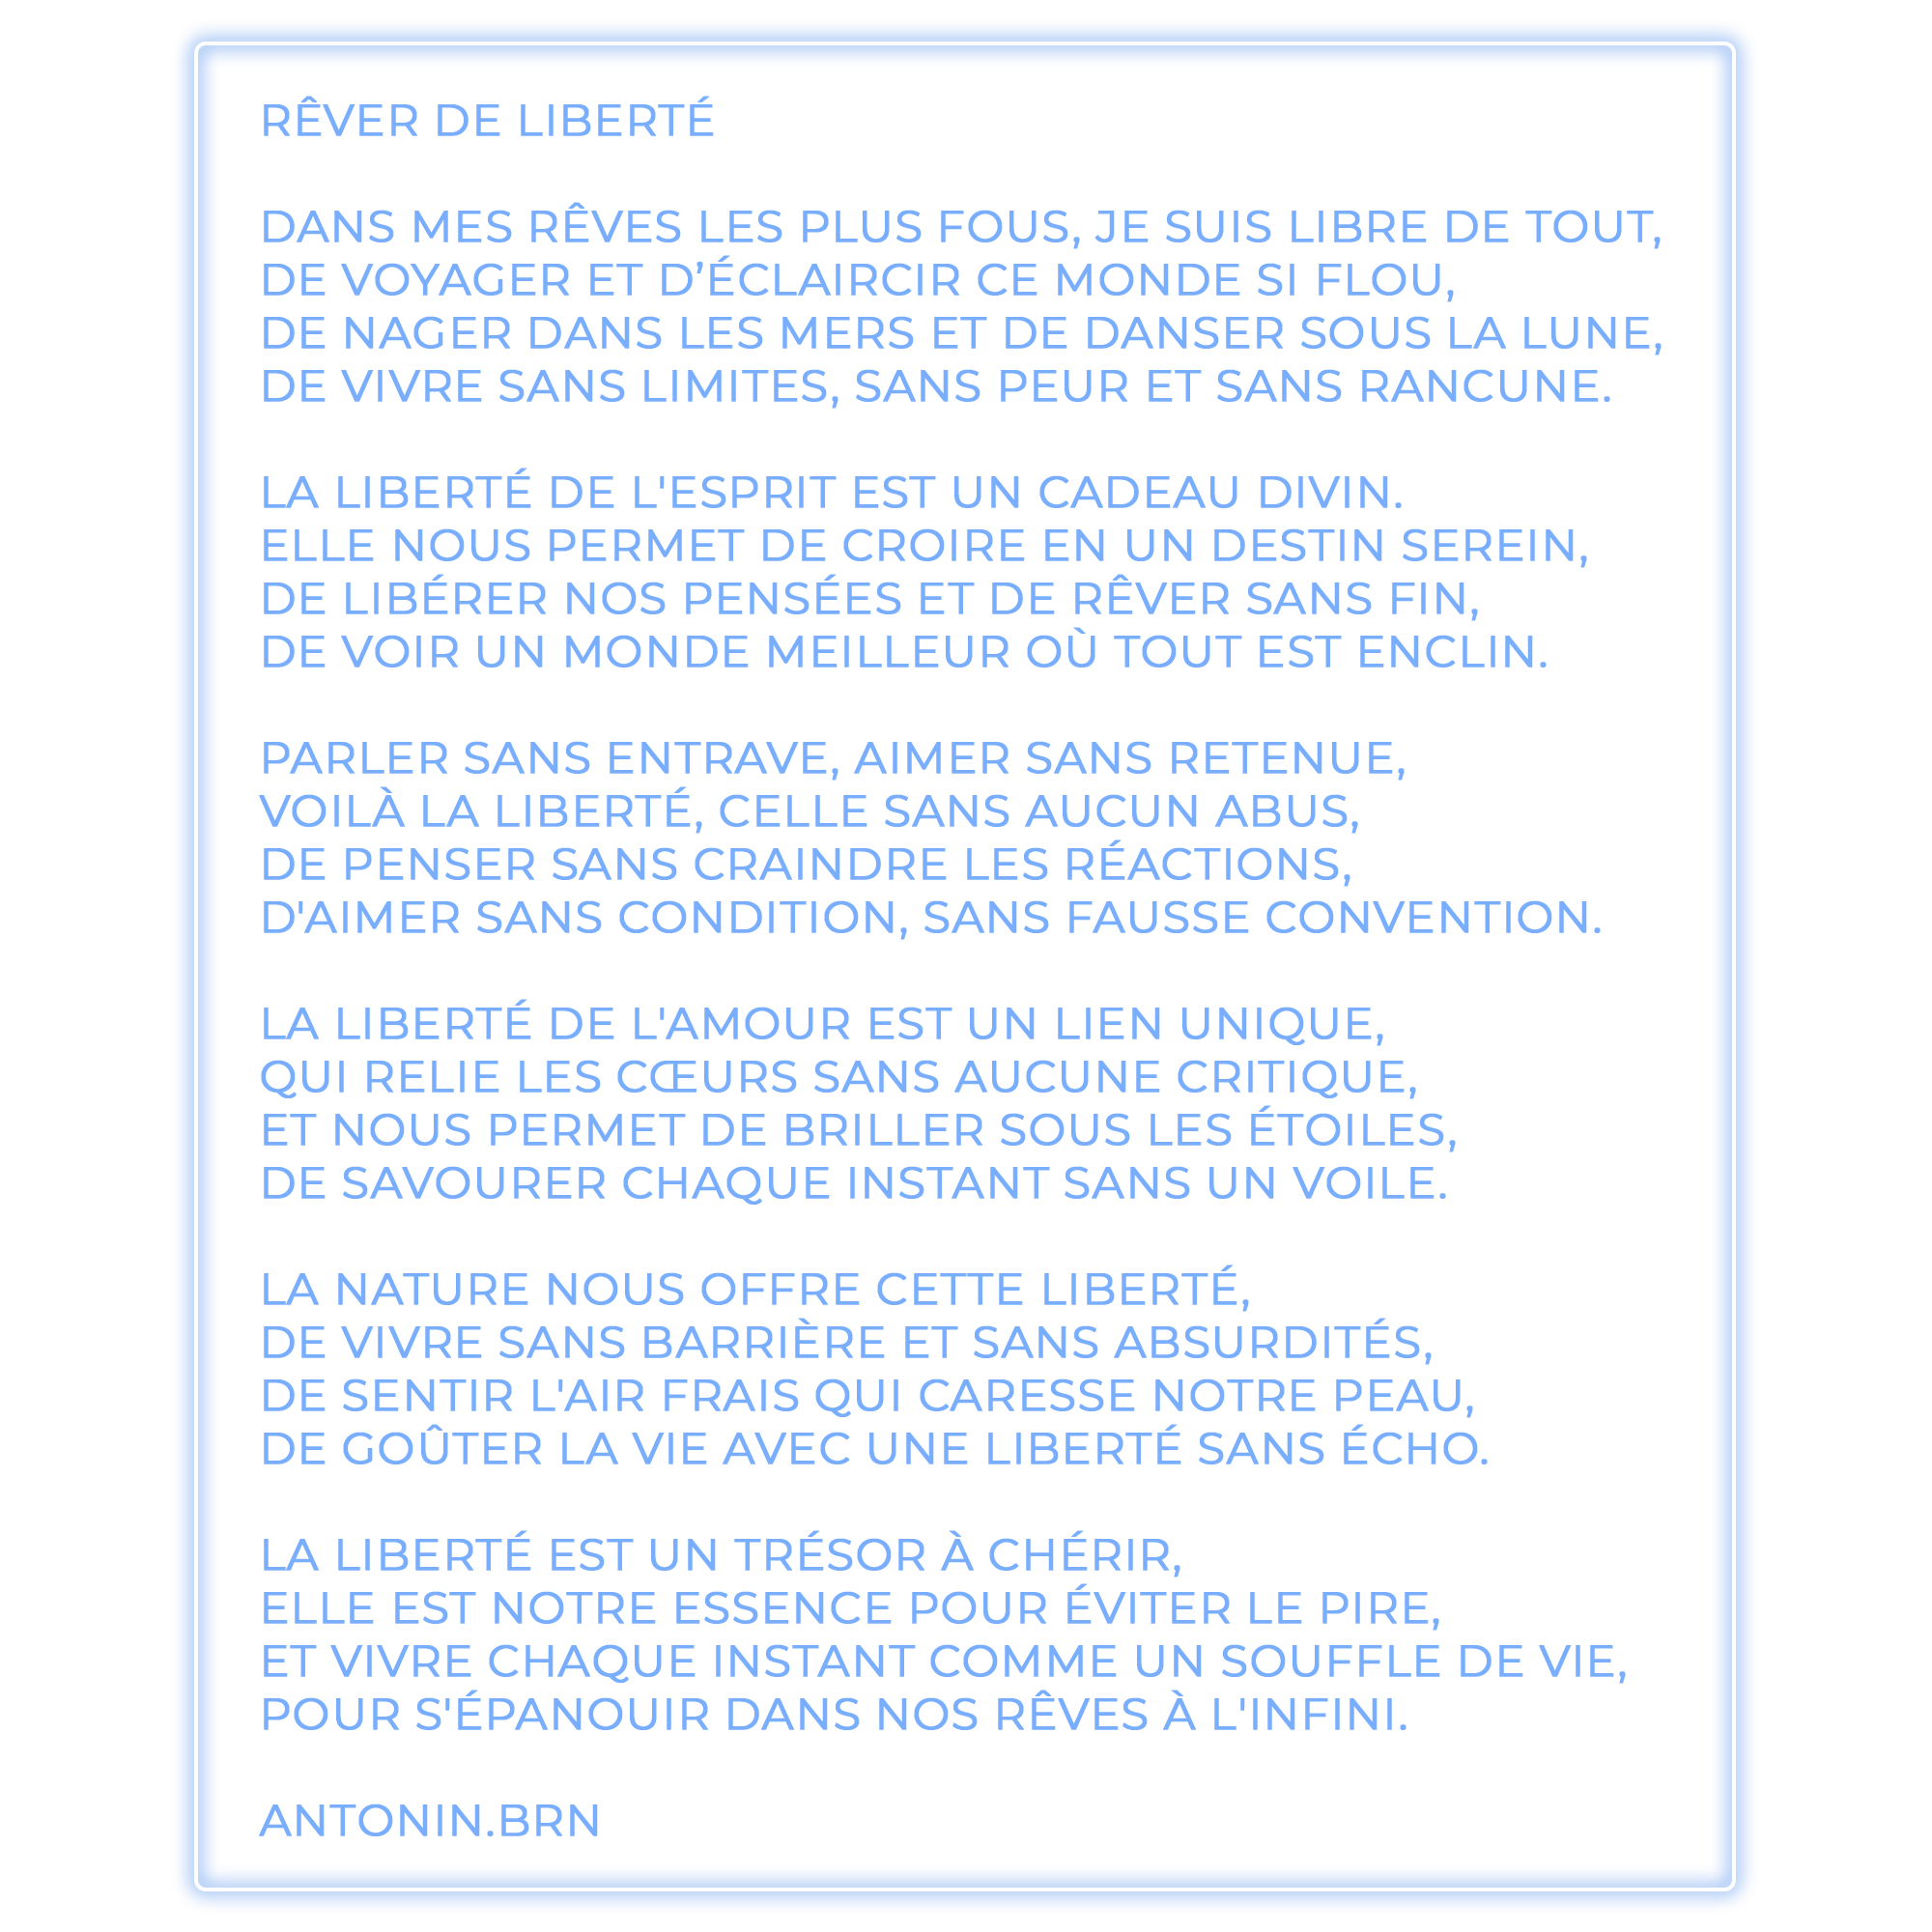 RÊVER DE LIBERTÉ
DANS MES RÊVES LES PLUS FOUS, JE SUIS LIBRE DE TOUT,
DE VOYAGER ET D’ÉCLAIRCIR CE MONDE SI FLOU,
DE NAGER DANS LES MERS ET DE DANSER SOUS LA LUNE,
DE VIVRE SANS LIMITES, SANS PEUR ET SANS RANCUNE.
LA LIBERTÉ DE L'ESPRIT EST UN CADEAU DIVIN.
ELLE NOUS PERMET DE CROIRE EN UN DESTIN SEREIN,
DE LIBÉRER NOS PENSÉES ET DE RÊVER SANS FIN,
DE VOIR UN MONDE MEILLEUR OÙ TOUT EST ENCLIN.
PARLER SANS ENTRAVE, AIMER SANS RETENUE,
VOILÀ LA LIBERTÉ, CELLE SANS AUCUN ABUS,
DE PENSER SANS CRAINDRE LES RÉACTIONS,
D'AIMER SANS CONDITION, SANS FAUSSE CONVENTION.
LA LIBERTÉ DE L'AMOUR EST UN LIEN UNIQUE,
QUI RELIE LES CŒURS SANS AUCUNE CRITIQUE,
ET NOUS PERMET DE BRILLER SOUS LES ÉTOILES,
DE SAVOURER CHAQUE INSTANT SANS UN VOILE.
LA NATURE NOUS OFFRE CETTE LIBERTÉ,
DE VIVRE SANS BARRIÈRE ET SANS ABSURDITÉS,
DE SENTIR L'AIR FRAIS QUI CARESSE NOTRE PEAU,
DE GOÛTER LA VIE AVEC UNE LIBERTÉ SANS ÉCHO.
LA LIBERTÉ EST UN TRÉSOR À CHÉRIR,
ELLE EST NOTRE ESSENCE POUR ÉVITER LE PIRE,
ET VIVRE CHAQUE INSTANT COMME UN SOUFFLE DE VIE,
POUR S'ÉPANOUIR DANS NOS RÊVES À L'INFINI.
ANTONIN.BRN